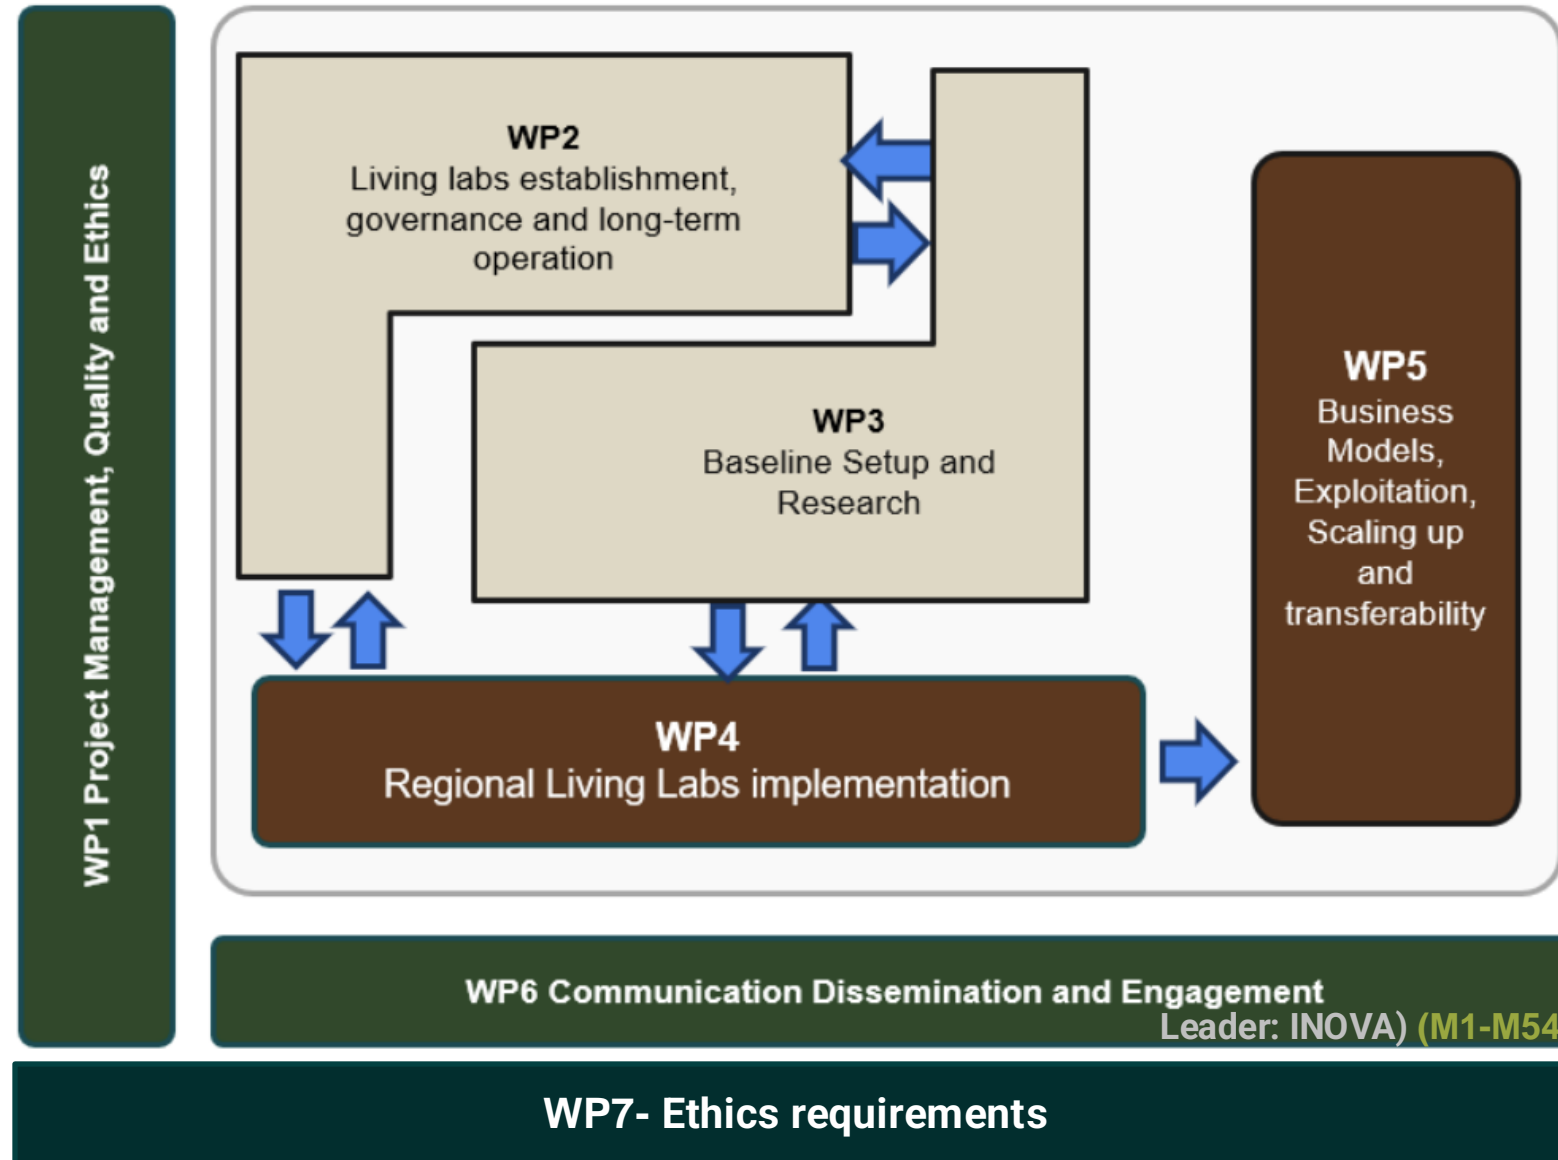 WP1 Project Management, Quality and Ethics
WP2
Living labs establishment,
governance and long-term
operation
WP3
Baseline Setup and
Research
WP5
Business
Models,
Exploitation,
Scaling up
and
transferability
WP4
Regional Living Labs implementation
WP6 Communication Dissemination and Engagement
Leader: INOVA) (M1-M54
WP7- Ethics requirements